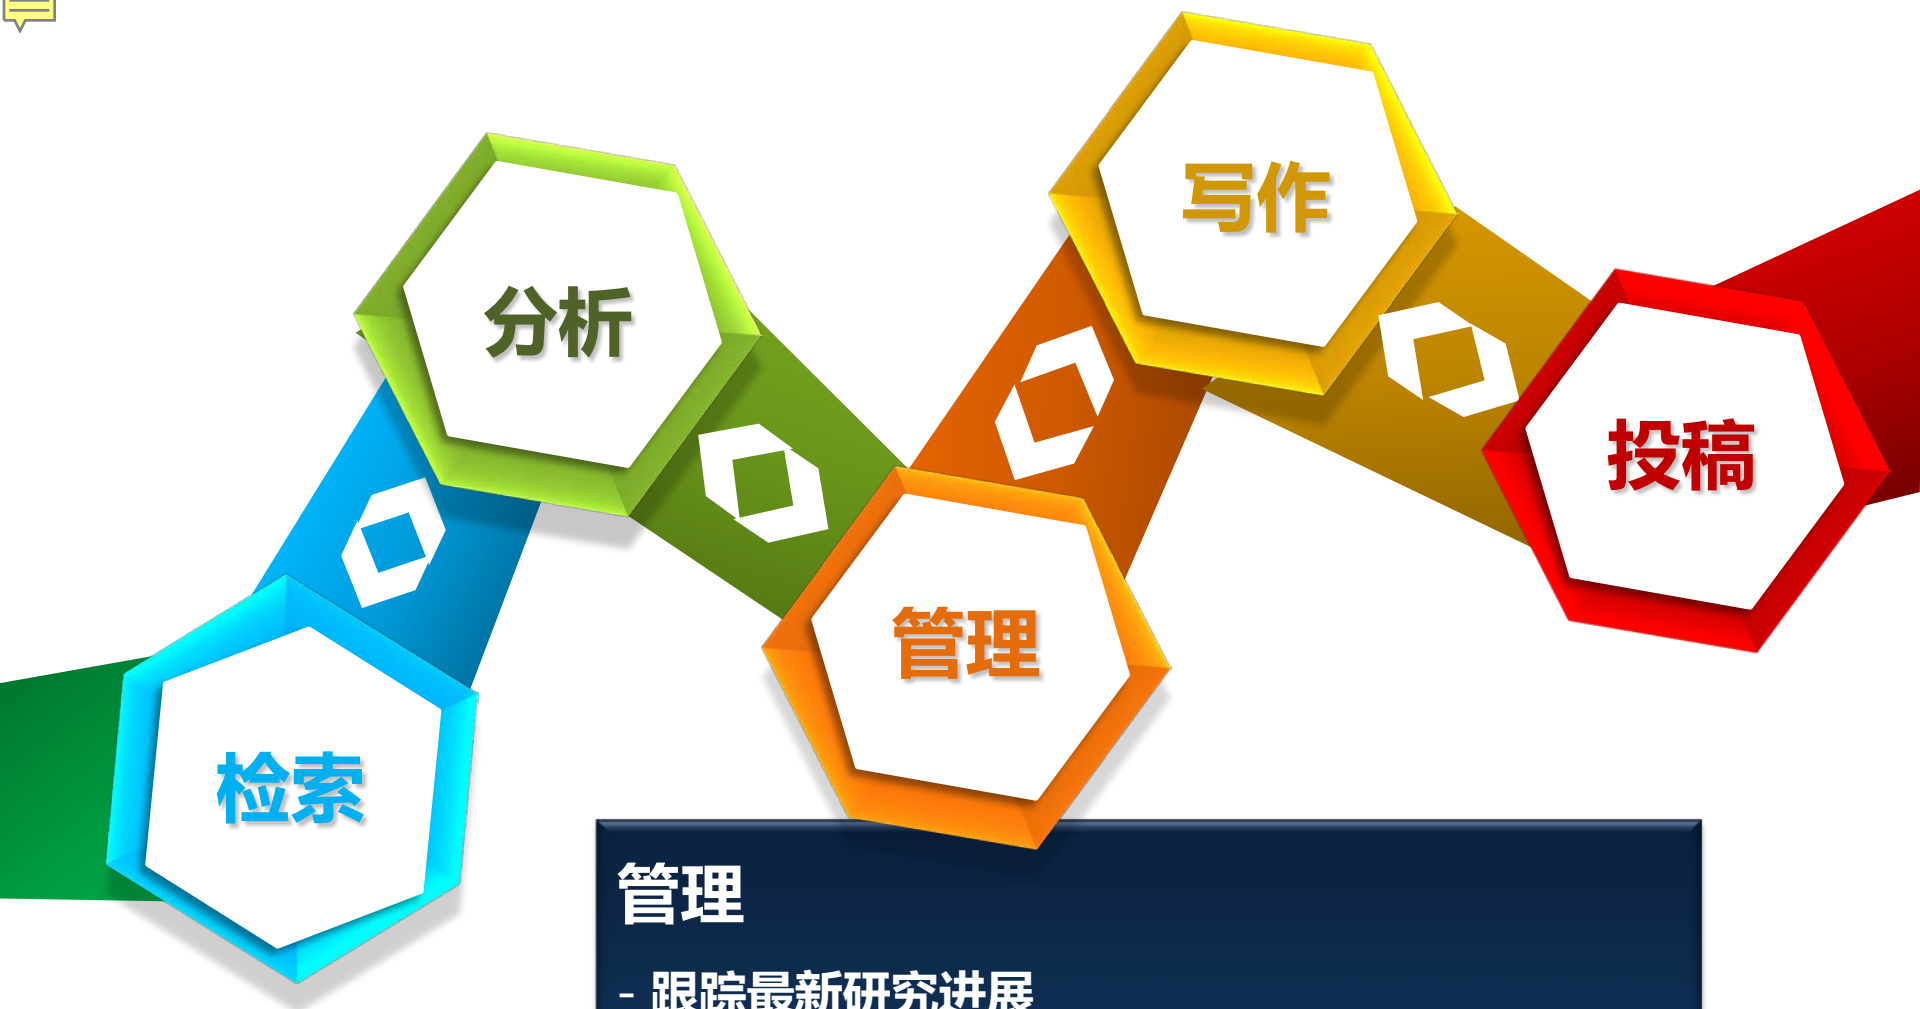 检索
分析
管理
写作
投稿
管理
- 跟踪最新研究进展